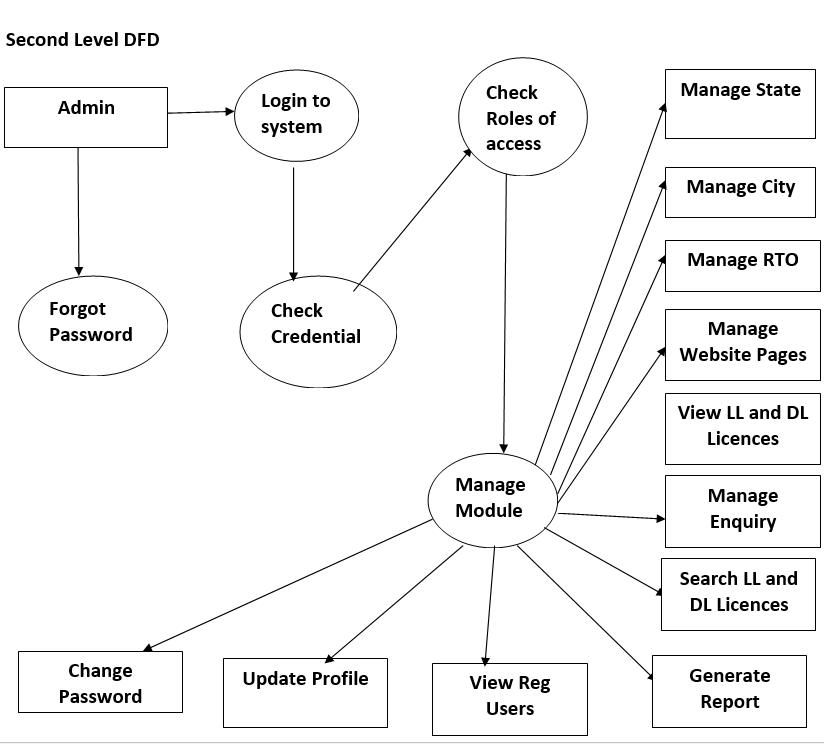 Second Level DFD
Admin
Login to
system
Check
Roles of
access
Manage State
Manage City
Manage RTO
Forgot
Password
Check
Credential
Manage
Website Pages
View LL and DL
Licences
Manage
Module
Manage
Enquiry
Search LL and
DL Licences
Change
Password
Update Profile
View Reg
Users
Generate
Report